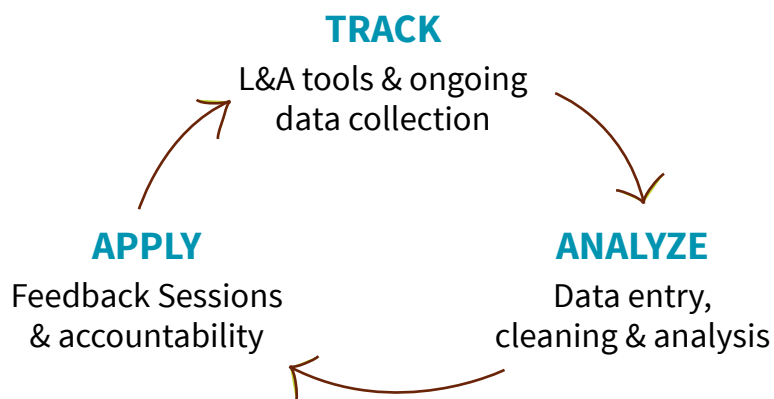 TRACK
L&A tools & ongoing
data collection
APPLY
Feedback Sessions
& accountability
ANALYZE
Data entry,
cleaning & analysis